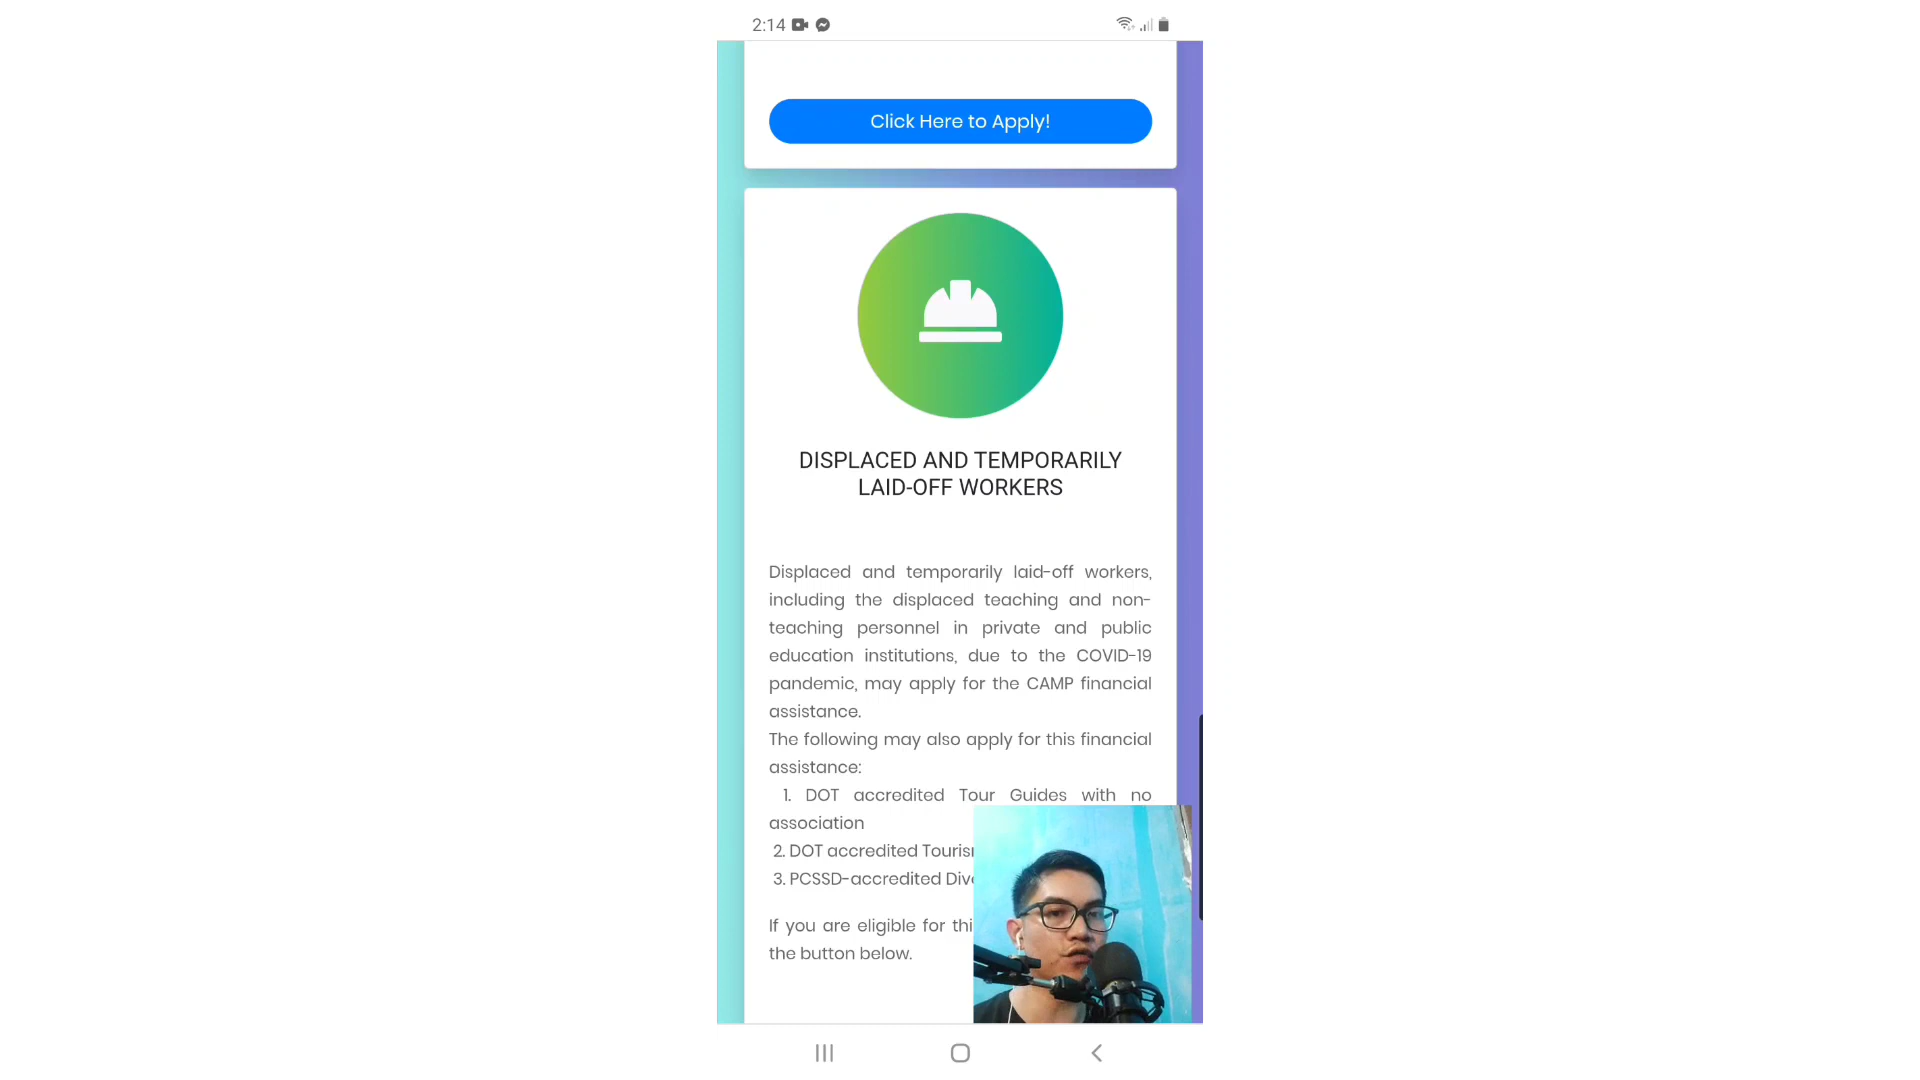 2:14
Click Here to Apply!
DISPLACED AND TEMPORARILY
LAID-OFF WORKERS
Displaced and temporarily laid-off workers,
including the displaced teaching and non-
teaching personnel in private and public
education institutions, due to the COVID-19
pandemic, may apply for the CAMP financial
assistance.
The following may also apply for this financial
assistance:
1. DOT accredited Tour Guides with no
association
2. DOT accredited
3. PCSSD-accredited
If you are eligible for
the button below.